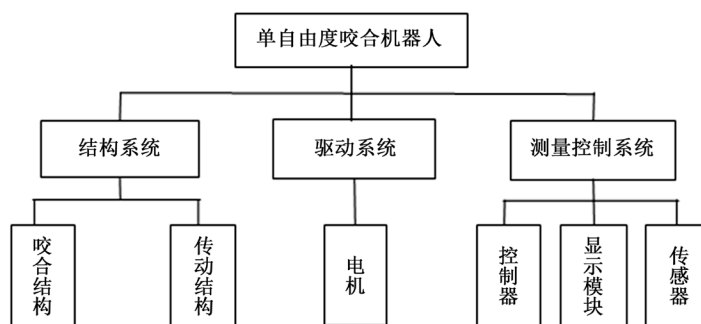 单自由度咬合机器人
结构系统
驱动系统
测量控制系统
咬合结构
传动结构
电机
控制器
显示模块
传感器